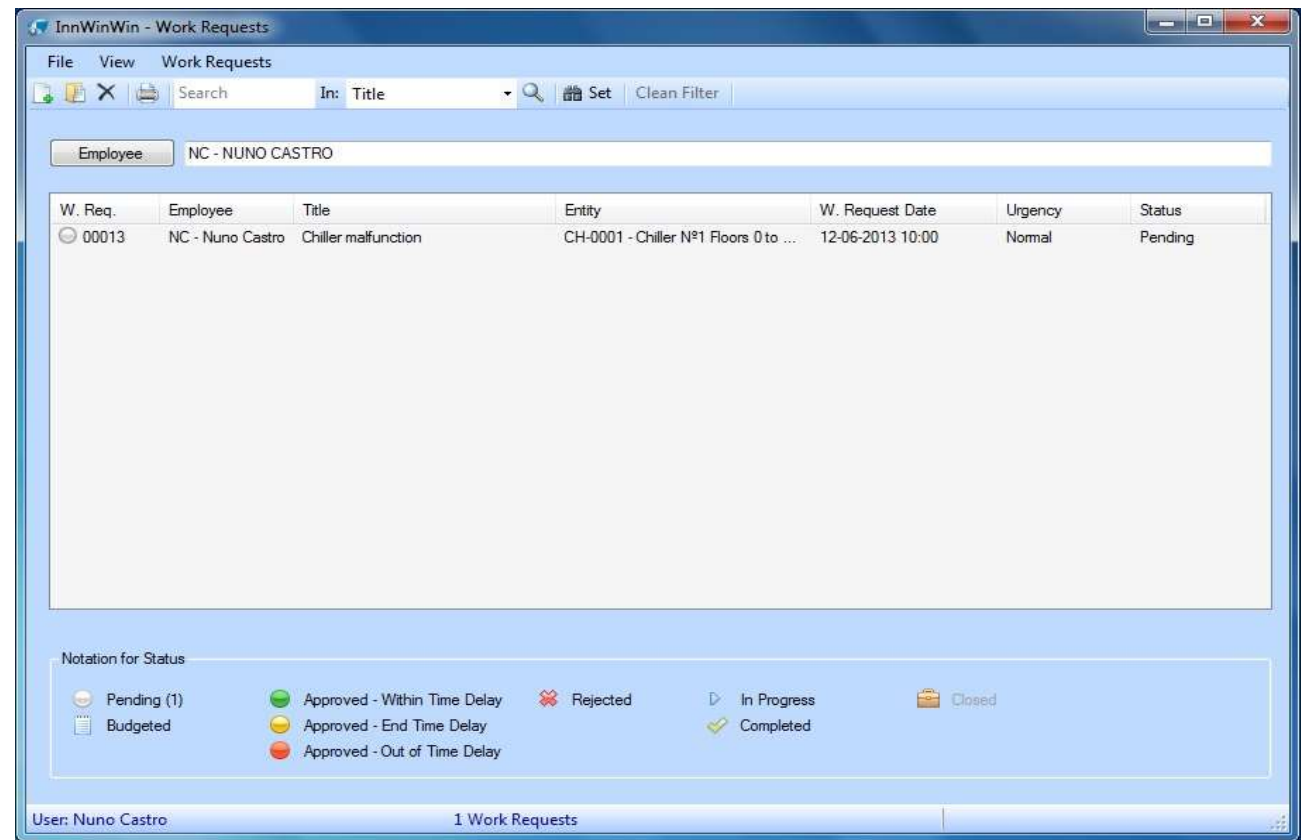 InnWinWin - Work Requests
File View Work Requests
Search In: Title Set Clean Filter
Employee NC - NUNO CASTRO
W. Req. Employee Title Entity W. Request Date Urgency Status
00013 NC - Nuno Castro Chiller malfunction CH-0001 - Chiller Nº1 Floors 0 to ... 12-06-2013 10:00 Normal Pending
Notation for Status
Pending (1) Approved - Within Time Delay Rejected In Progress Closed
Budgeted Approved - End Time Delay Completed
Approved - Out of Time Delay
User: Nuno Castro 1 Work Requests